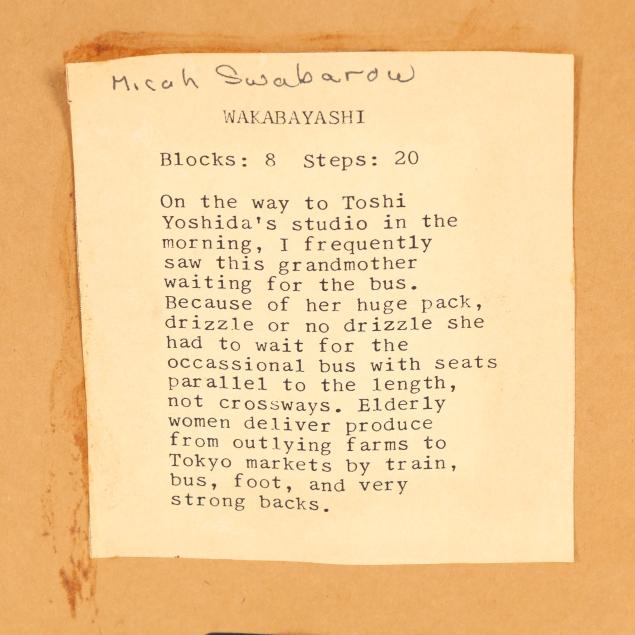 Micah Swabarow
WAKABAYASHI
Blocks: 8  Steps: 20
On the way to Toshi
Yoshida's studio in the
morning, I frequently
saw this grandmother
waiting for the bus.
Because of her huge pack,
drizzle or no drizzle she
had to wait for the
occassional bus with seats
parallel to the length,
not crossways. Elderly
women deliver produce
from outlying farms to
Tokyo markets by train,
bus, foot, and very
strong backs.